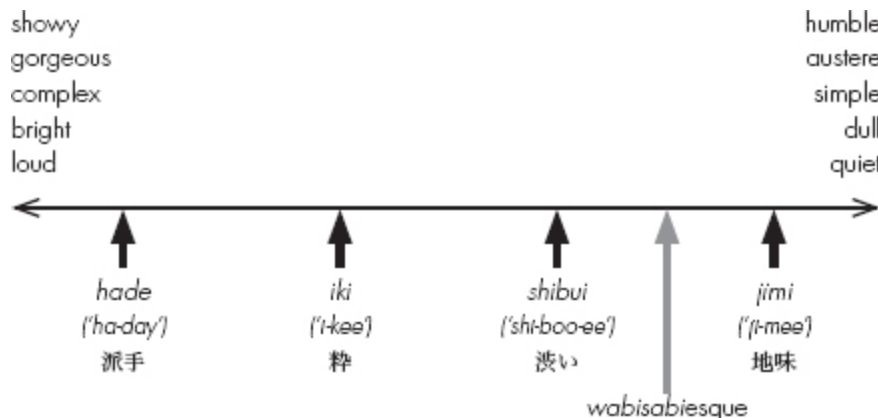 showy
gorgeous
complex
bright
loud
humble
austere
simple
dull
quiet
hade
('ha-day')
派手
iki
('i-kee')
粋
shibui
('shi-boo-ee')
渋い
jimi
('ji-mee')
地味
wabisabiesque